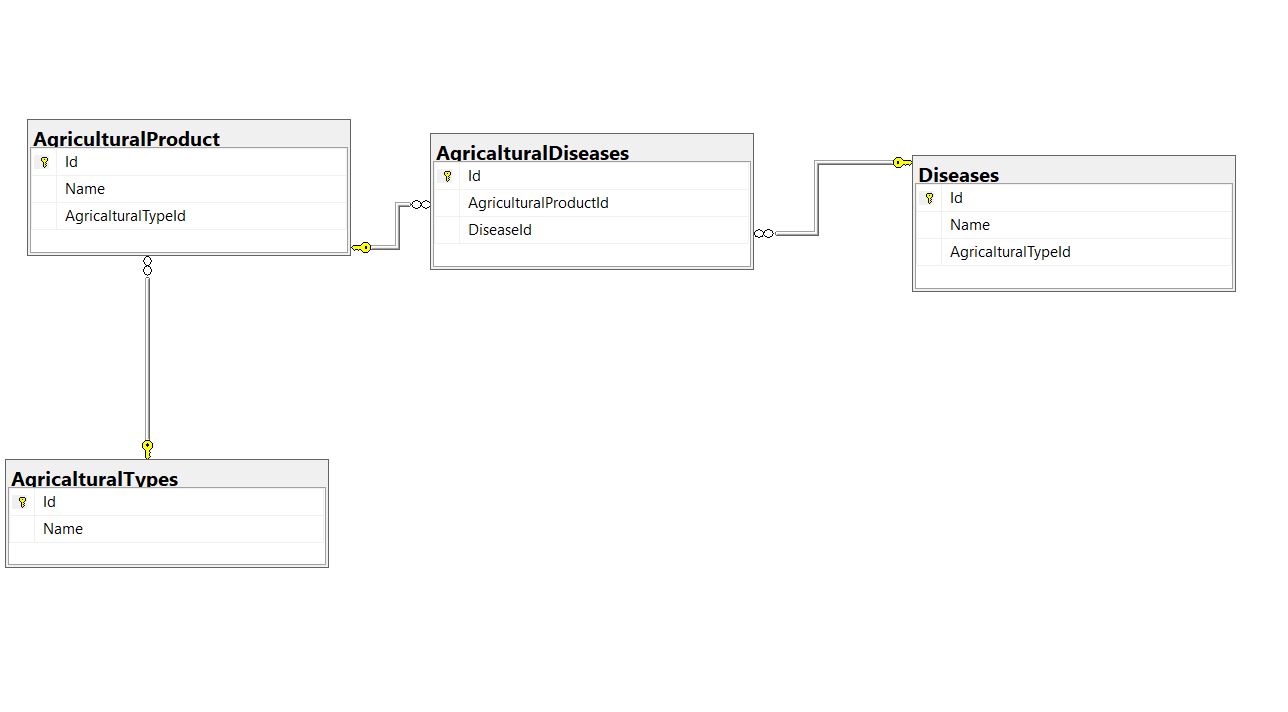 AgriculturalProduct
Id
Name
AgricalturalTypeId
AgricalturalDiseases
Id
AgriculturalProductId
DiseaseId
Diseases
Id
Name
AgricalturalTypeId
AgricalturalTypes
Id
Name